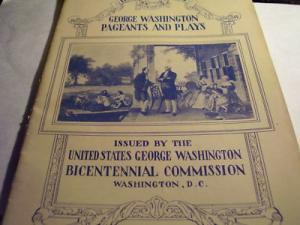 GEORGE WASHINGTON
PAGEANTS AND PLAYS
ISSUED BY THE
UNITED STATES GEORGE WASHINGTON
BICENTENNIAL COMMISSION
WASHINGTON, D.C.